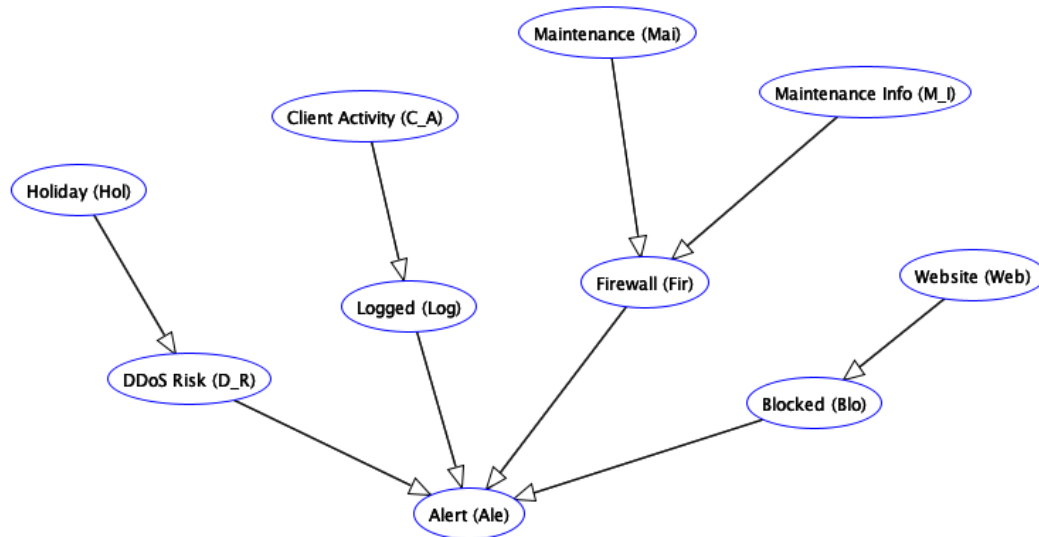 Maintenance (Mai)
Maintenance Info (M_I)
Client Activity (C_A)
Holiday (Hol)
Website (Web)
Firewall (Fir)
Logged (Log)
DDoS Risk (D_R)
Blocked (Blo)
Alert (Ale)